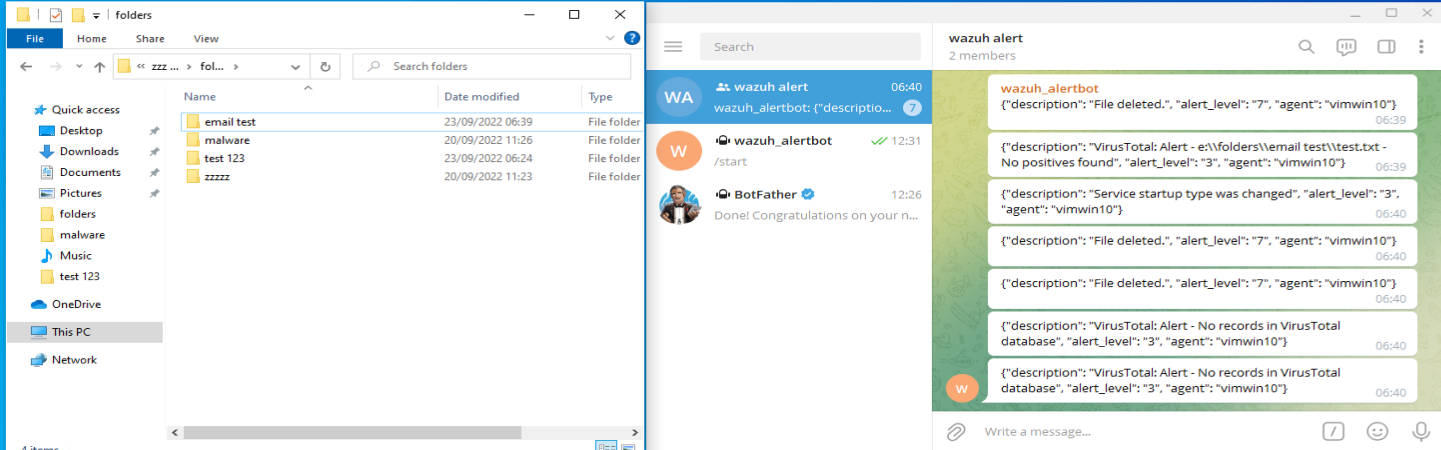 folders
File Home Share View
« zzz ... › fol... ›
Search folders
Name Date modified Type
Quick access
Desktop
Downloads
Documents
Pictures
folders
malware
Music
test 123
OneDrive
This PC
Network
email test 23/09/2022 06:39 File folder
malware 20/09/2022 11:26 File folder
test 123 23/09/2022 06:24 File folder
zzzzz 20/09/2022 11:23 File folder
4 items
Search
WA
wazuh alert 06:40
wazuh_alertbot: {"descriptio... 7
W
wazuh_alertbot 12:31
/start
BotFather 12:26
Done! Congratulations on your n...
wazuh alert
2 members
wazuh_alertbot
{"description": "File deleted.", "alert_level": "7", "agent": "vimwin10"}
06:39
{"description": "VirusTotal: Alert - e:\\folders\\email test\\test.txt -
No positives found", "alert_level": "3", "agent": "vimwin10"}
06:39
{"description": "Service startup type was changed", "alert_level": "3",
"agent": "vimwin10"}
06:40
{"description": "File deleted.", "alert_level": "7", "agent": "vimwin10"}
06:40
{"description": "File deleted.", "alert_level": "7", "agent": "vimwin10"}
06:40
{"description": "VirusTotal: Alert - No records in VirusTotal
database", "alert_level": "3", "agent": "vimwin10"}
06:40
{"description": "VirusTotal: Alert - No records in VirusTotal
database", "alert_level": "3", "agent": "vimwin10"}
06:40
W
Write a message...